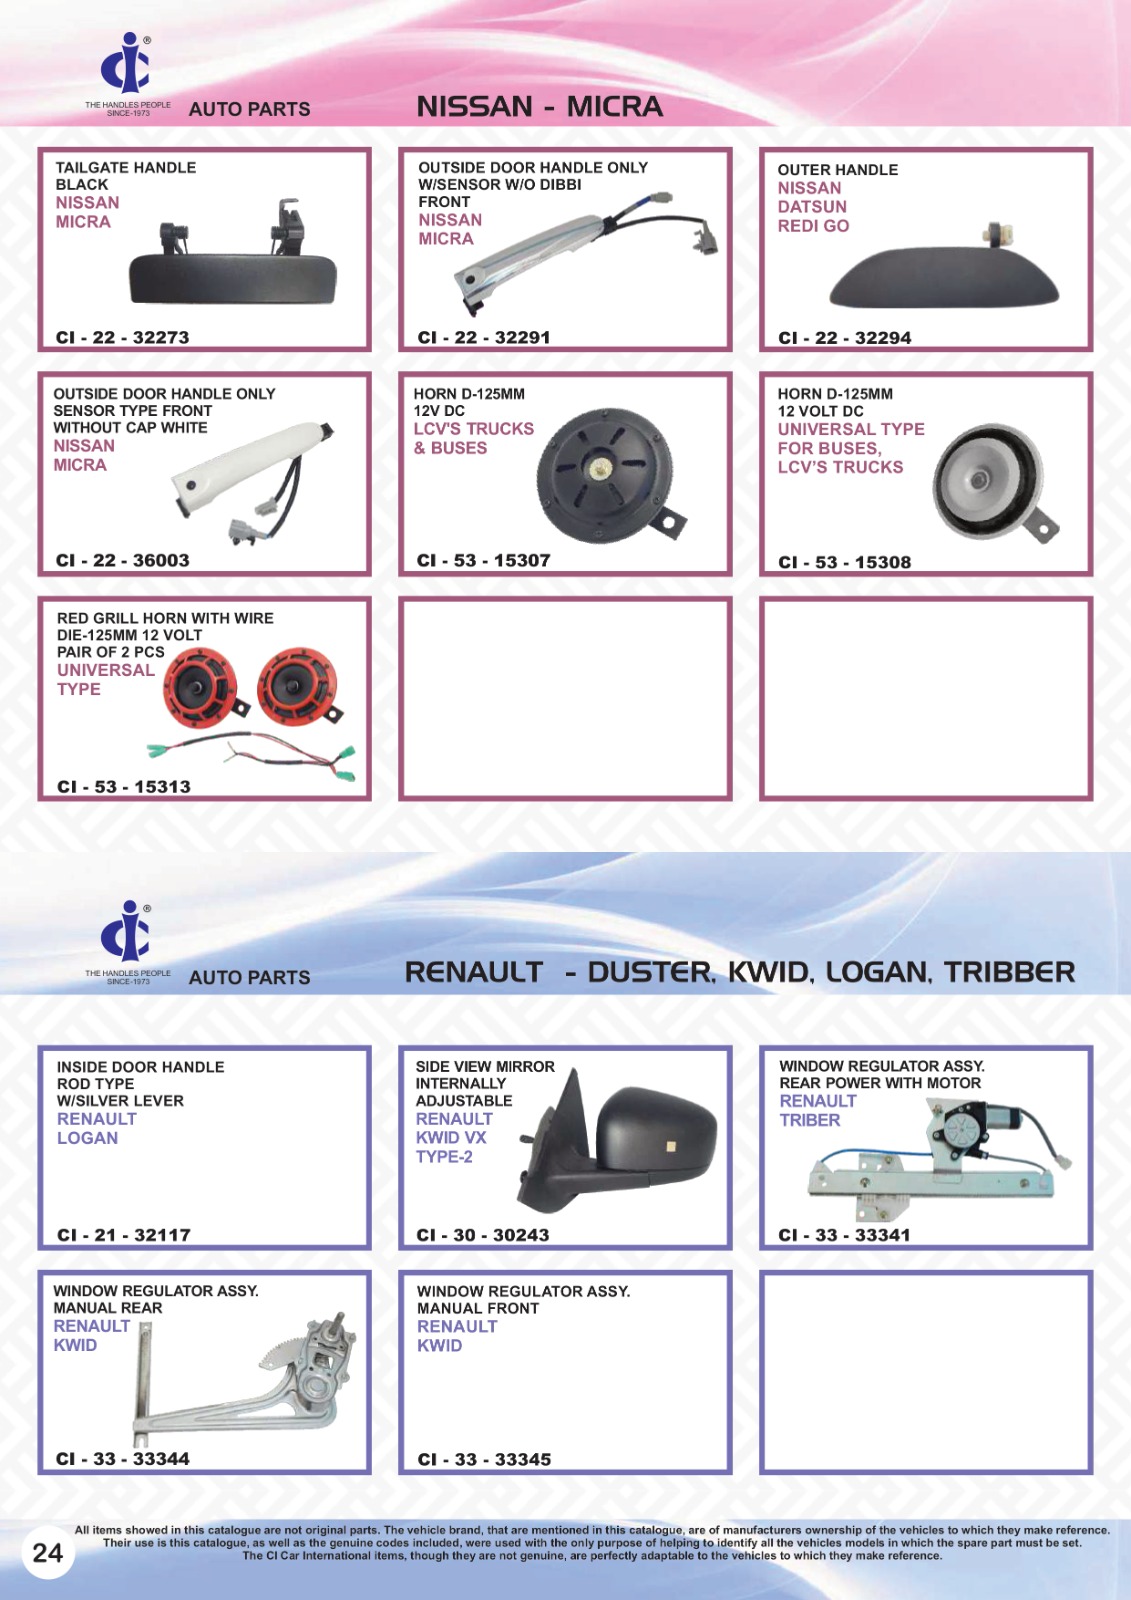 ®
THE HANDLES PEOPLE
SINCE-1973
AUTO PARTS
NISSAN - MICRA
TAILGATE HANDLE
BLACK
NISSAN
MICRA
CI - 22 - 32273
OUTSIDE DOOR HANDLE ONLY
W/SENSOR W/O DIBBI
FRONT
NISSAN
MICRA
CI - 22 - 32291
OUTER HANDLE
NISSAN
DATSUN
REDI GO
CI - 22 - 32294
OUTSIDE DOOR HANDLE ONLY
SENSOR TYPE FRONT
WITHOUT CAP WHITE
NISSAN
MICRA
CI - 22 - 36003
HORN D-125MM
12V DC
LCV'S TRUCKS
& BUSES
CI - 53 - 15307
HORN D-125MM
12 VOLT DC
UNIVERSAL TYPE
FOR BUSES,
LCV'S TRUCKS
CI - 53 - 15308
RED GRILL HORN WITH WIRE
DIE-125MM 12 VOLT
PAIR OF 2 PCS
UNIVERSAL
TYPE
CI - 53 - 15313
®
THE HANDLES PEOPLE
SINCE-1973
AUTO PARTS
RENAULT - DUSTER, KWID, LOGAN, TRIBBER
INSIDE DOOR HANDLE
ROD TYPE
W/SILVER LEVER
RENAULT
LOGAN
CI - 21 - 32117
SIDE VIEW MIRROR
INTERNALLY
ADJUSTABLE
RENAULT
KWID VX
TYPE-2
CI - 30 - 30243
WINDOW REGULATOR ASSY.
REAR POWER WITH MOTOR
RENAULT
TRIBER
CI - 33 - 33341
WINDOW REGULATOR ASSY.
MANUAL REAR
RENAULT
KWID
CI - 33 - 33344
WINDOW REGULATOR ASSY.
MANUAL FRONT
RENAULT
KWID
CI - 33 - 33345
All items showed in this catalogue are not original parts. The vehicle brand, that are mentioned in this catalogue, are of manufacturers ownership of the vehicles to which they make reference.
Their use is this catalogue, as well as the genuine codes included, were used with the only purpose of helping to identify all the vehicles models in which the spare part must be set.
The CI Car International items, though they are not genuine, are perfectly adaptable to the vehicles to which they make reference.
24